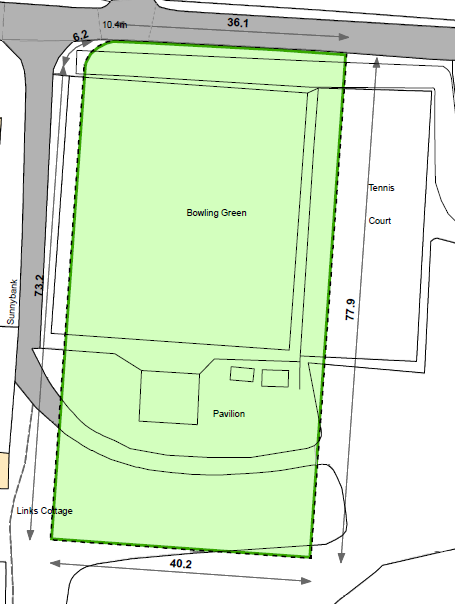 36.1
10.4m
6.2
Tennis
Court
Bowling Green
Sunnybank
73.2
77.9
Pavilion
Links Cottage
40.2